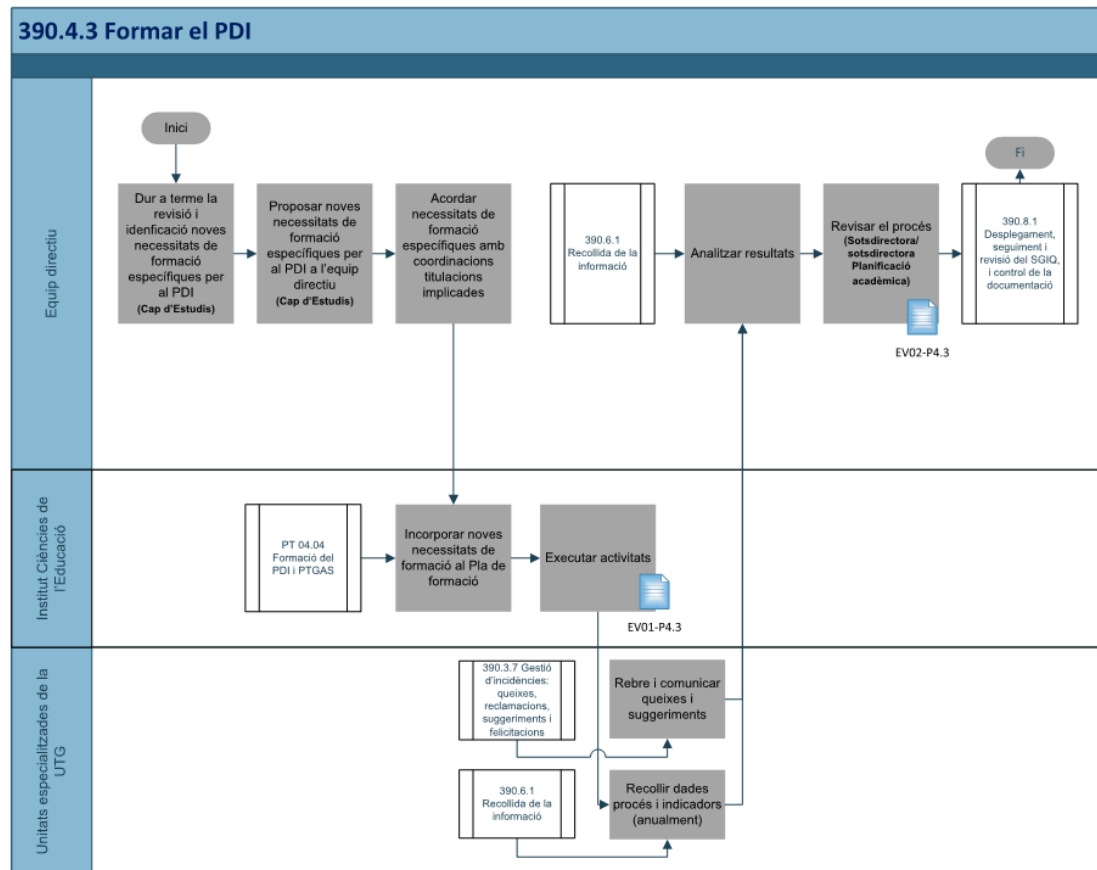 390.4.3 Formar el PDI
Equip directiu
Inici
Dur a terme la
revisió i
idenficació noves
necessitats de
formació
específiques per
al PDI
(Cap d'Estudis)
Proposar noves
necessitats de
formació
específiques per
al PDI a l'equip
directiu
(Cap d'Estudis)
Acordar
necessitats de
formació
específiques amb
coordinacions
titulacions
implicades
390.6.1
Recollida de la
informació
Analitzar resultats
Revisar el procés
(Sotsdirectora/
sotsdirectora
Planificació
acadèmica)
EV02-P4.3
Fi
390.8.1
Desplegament,
seguiment i
revisió del SGIQ,
i control de la
documentació
Institut Ciències de
l'Educació
PT 04.04
Formació del
PDI i PTGAS
Incorporar noves
necessitats de
formació al Pla de
formació
Executar activitats
EV01-P4.3
Unitats especialitzades de la
UTG
390.3.7 Gestió
d'incidències:
queixes,
reclamacions,
suggeriments i
felicitacions
Rebre i comunicar
queixes i
suggeriments
390.6.1
Recollida de la
informació
Recollir dades
procés i indicadors
(anualment)